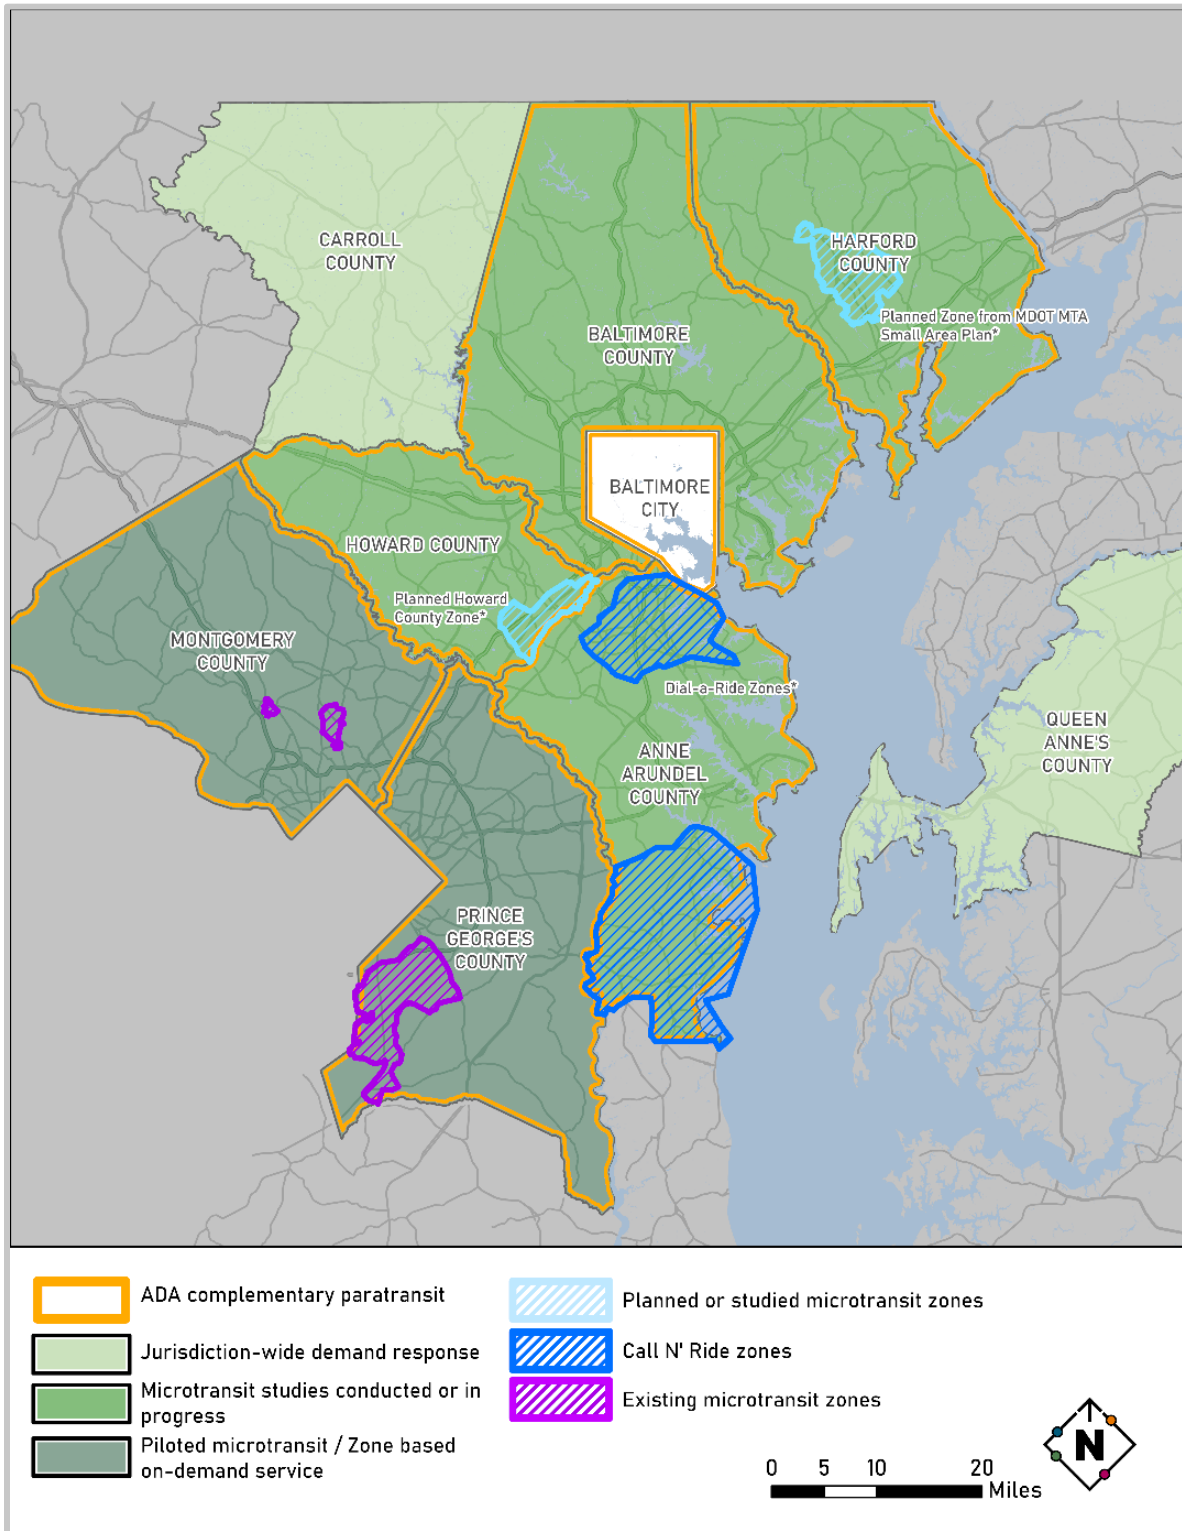 CARROLL
COUNTY
HARFORD
COUNTY
Planned Zone from MDOT MTA
Small Area Plan*
BALTIMORE
COUNTY
BALTIMORE
CITY
HOWARD COUNTY
Planned Howard
County Zone*
MONTGOMERY
COUNTY
Dial-a-Ride Zones*
QUEEN
ANNE'S
COUNTY
ANNE
ARUNDEL
COUNTY
PRINCE
GEORGE'S
COUNTY
ADA complementary paratransit
Jurisdiction-wide demand response
Microtransit studies conducted or in
progress
Piloted microtransit / Zone based
on-demand service
Planned or studied microtransit zones
Call N' Ride zones
Existing microtransit zones
0 5 10 20
Miles
N